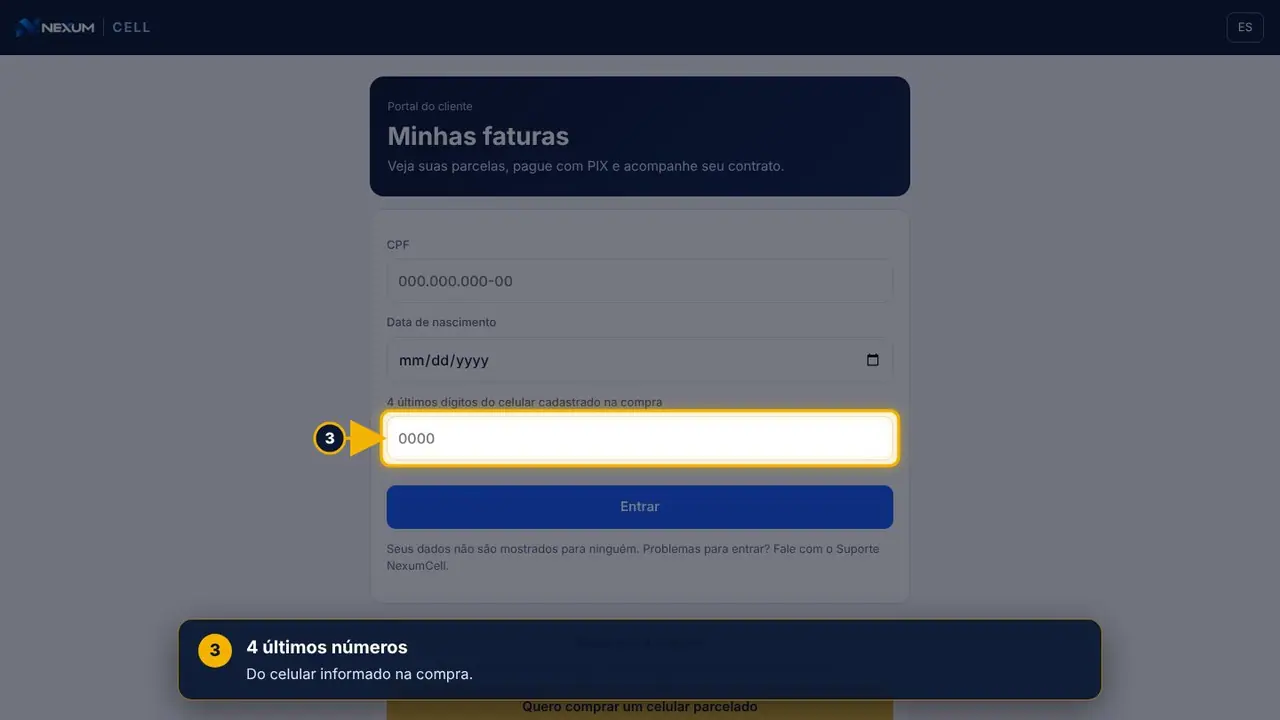 NEXUM | CELL
ES
Portal do cliente
Minhas faturas
Veja suas parcelas, pague com PIX e acompanhe seu contrato.
CPF
000.000.000-00
Data de nascimento
mm/dd/yyyy
4 últimos dígitos do celular cadastrado na compra
3
0000
Entrar
Seus dados não são mostrados para ninguém. Problemas para entrar? Fale com o Suporte
NexumCell.
3
4 últimos números
Do celular informado na compra.
Quero comprar um celular parcelado